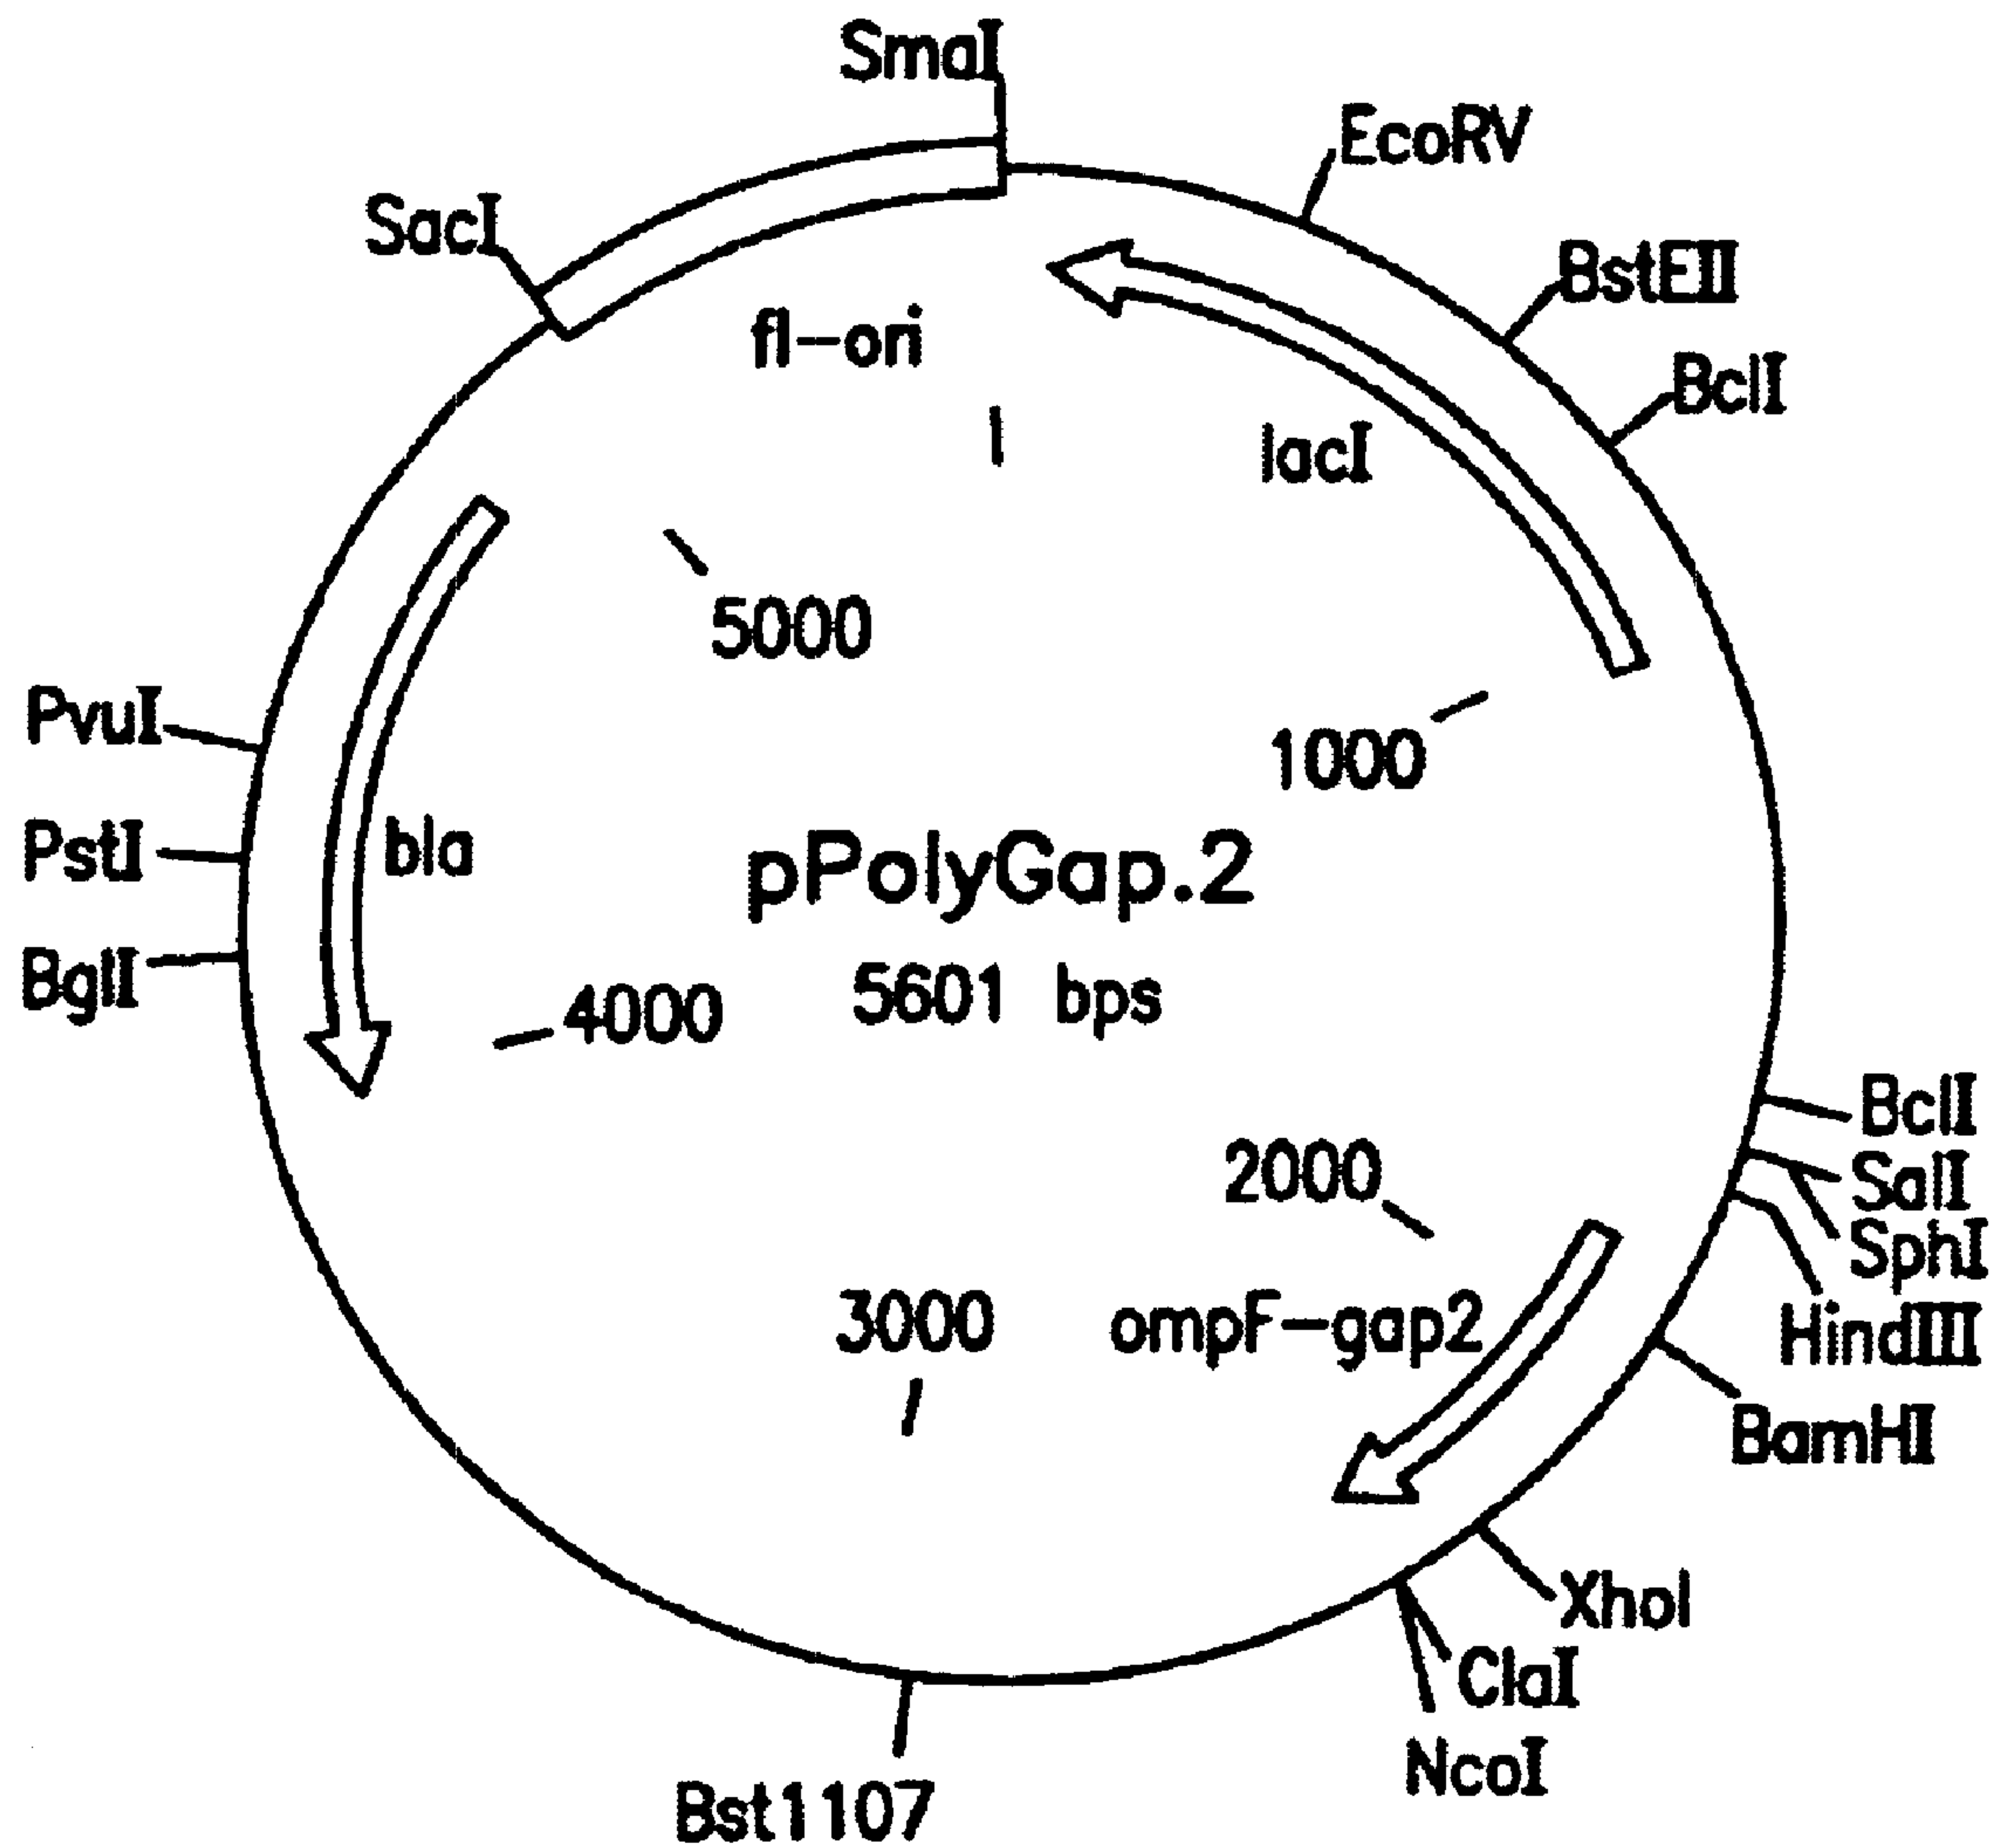 SmaI
EcoRV
SacI
BstEII
fl-ori
BclI
lacI
5000
PvuI
1000
PstI
bla
pPolyGap.2
BglI
4000
5601 bps
BclI
2000
SalI
SphI
3000
ompF-gap2
HindIII
BamHI
XhoI
ClaI
NcoI
Bst1107